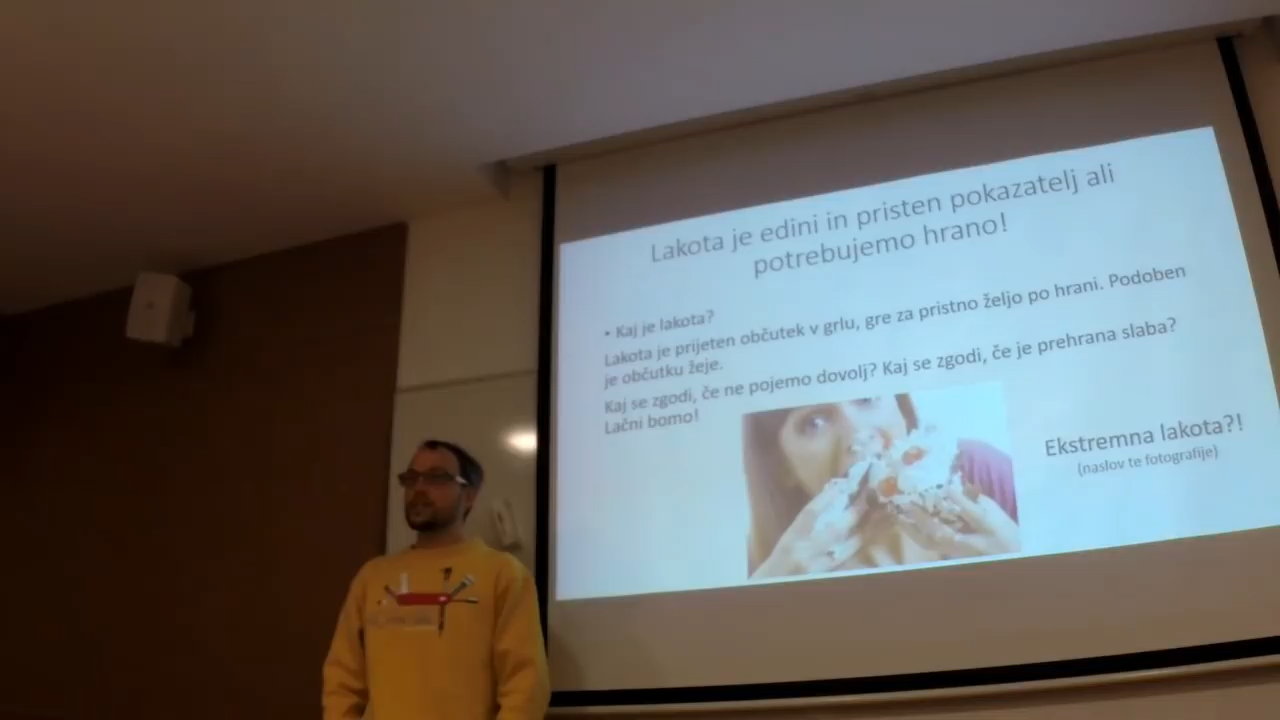 Lakota je edini in pristen pokazatelj ali
potrebujemo hrano!
• Kaj je lakota?
Lakota je prijeten občutek v grlu, gre za pristno željo po hrani. Podoben
je občutku žeje.
Kaj se zgodi, če ne pojemo dovolj? Kaj se zgodi, če je prehrana slaba?
Lačni bomo!
Ekstremna lakota?!
(naslov te fotografije)